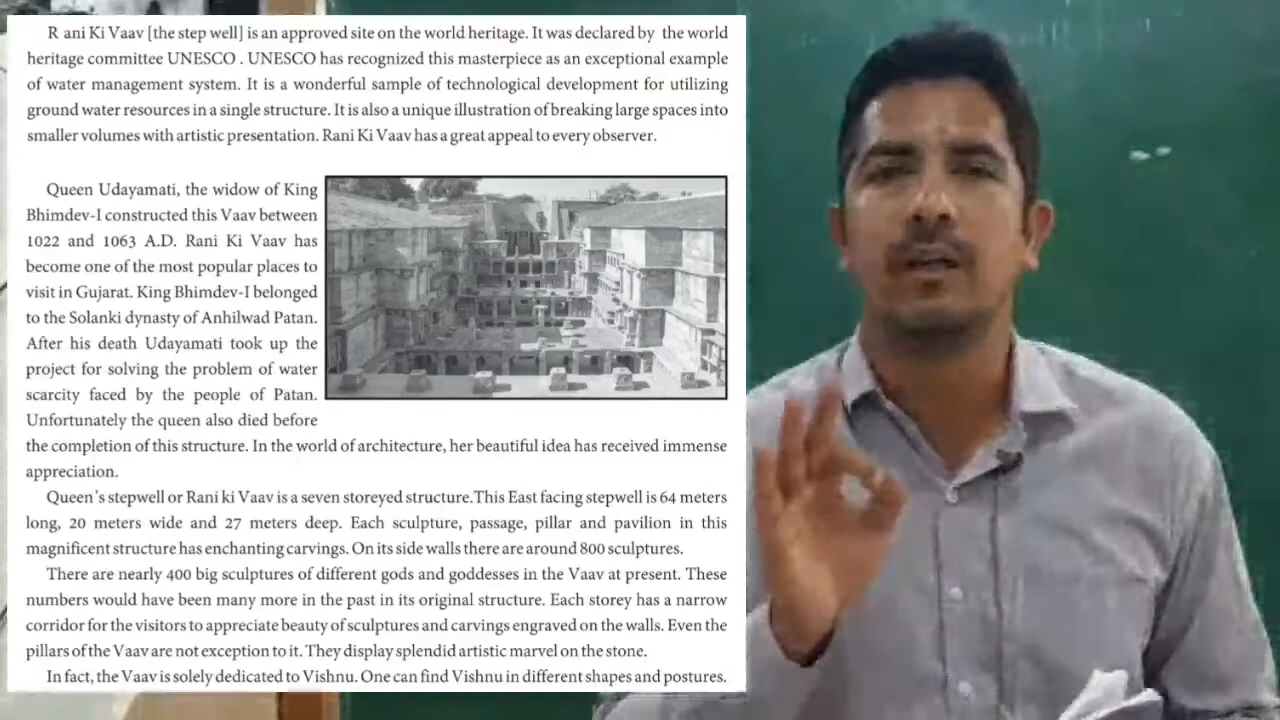 R ani Ki Vaav [the step well] is an approved site on the world heritage. It was declared by the world
heritage committee UNESCO . UNESCO has recognized this masterpiece as an exceptional example
of water management system. It is a wonderful sample of technological development for utilizing
ground water resources in a single structure. It is also a unique illustration of breaking large spaces into
smaller volumes with artistic presentation. Rani Ki Vaav has a great appeal to every observer.
Queen Udayamati, the widow of King
Bhimdev-I constructed this Vaav between
1022 and 1063 A.D. Rani Ki Vaav has
become one of the most popular places to
visit in Gujarat. King Bhimdev-I belonged
to the Solanki dynasty of Anhilwad Patan.
After his death Udayamati took up the
project for solving the problem of water
scarcity faced by the people of Patan.
Unfortunately the queen also died before
the completion of this structure. In the world of architecture, her beautiful idea has received immense
appreciation.
Queen's stepwell or Rani ki Vaav is a seven storeyed structure.This East facing stepwell is 64 meters
long, 20 meters wide and 27 meters deep. Each sculpture, passage, pillar and pavilion in this
magnificent structure has enchanting carvings. On its side walls there are around 800 sculptures.
There are nearly 400 big sculptures of different gods and goddesses in the Vaav at present. These
numbers would have been many more in the past in its original structure. Each storey has a narrow
corridor for the visitors to appreciate beauty of sculptures and carvings engraved on the walls. Even the
pillars of the Vaav are not exception to it. They display splendid artistic marvel on the stone.
In fact, the Vaav is solely dedicated to Vishnu. One can find Vishnu in different shapes and postures.